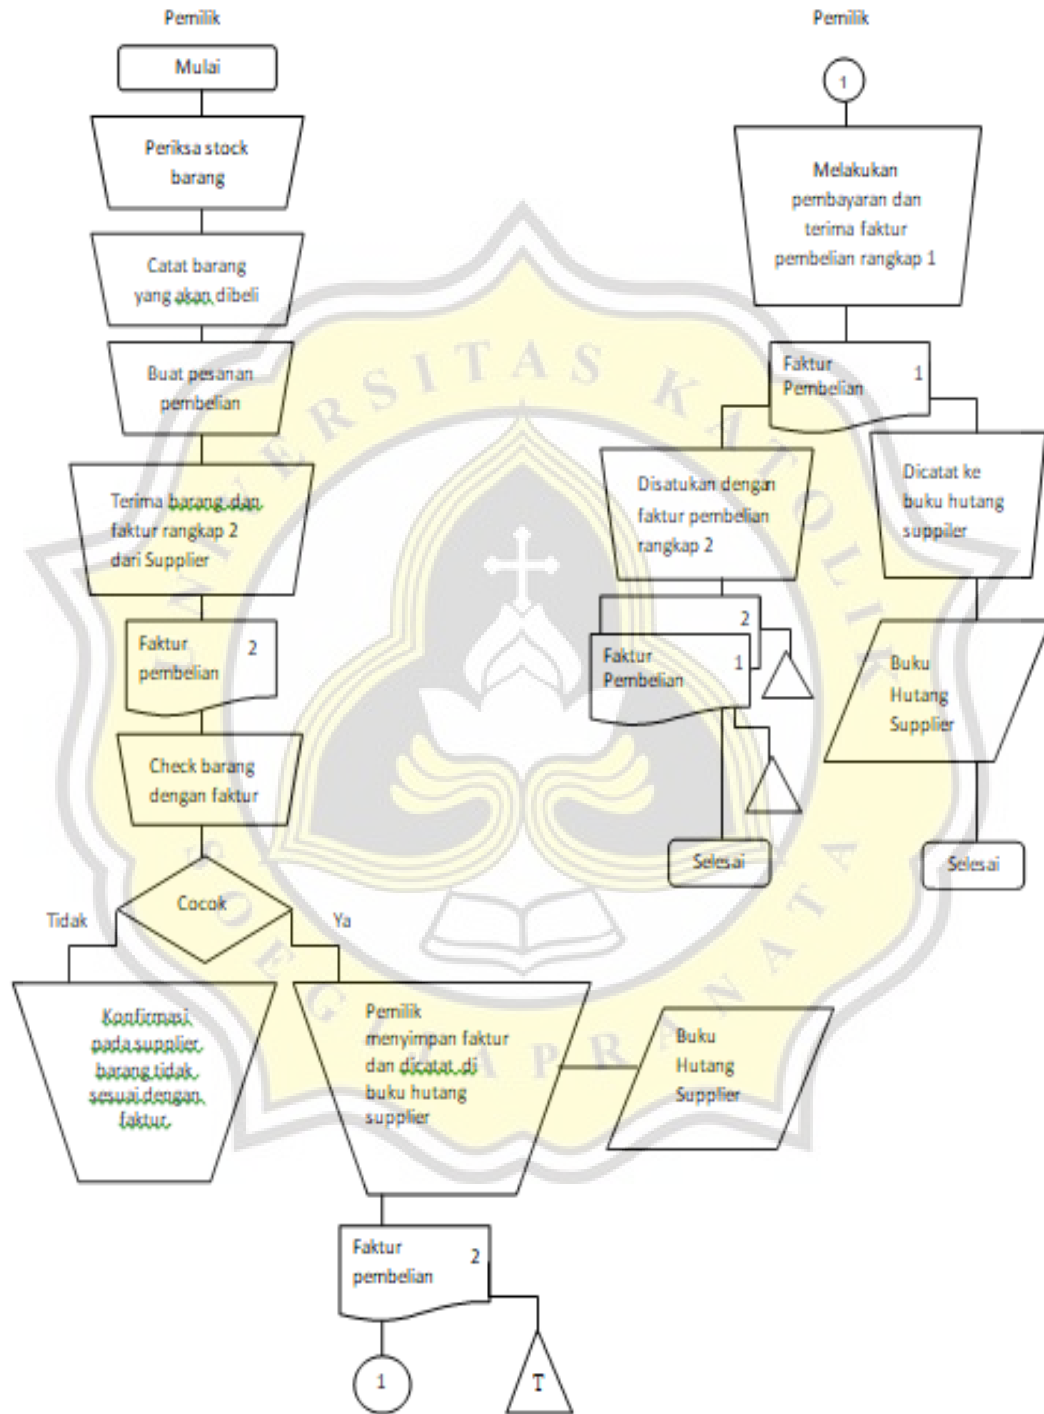 Pemilik
Mulai
Periksa stock
barang
Catat barang
yang akan dibeli
Buat pesanan
pembelian
Terima barang dan
faktur rangkap 2
dari Supplier
Faktur 2
pembelian
Check barang
dengan faktur
Cocok
Tidak
Ya
Konfirmasi
pada supplier
barang tidak
sesuai dengan
faktur
Pemilik
menyimpan faktur
dan dicatat di
buku hutang
supplier
Buku
Hutang
Supplier
Faktur 2
pembelian
1
T
Pemilik
1
Melakukan
pembayaran dan
terima faktur
pembelian rangkap 1
Faktur 1
Pembelian
Disatukan dengan
faktur pembelian
rangkap 2
2
Faktur 1
Pembelian
Selesai
Dicatat ke
buku hutang
suppiler
Buku
Hutang
Supplier
Selesai
UNIVERSITAS KATOLIK
SOEGIJAPRANATA